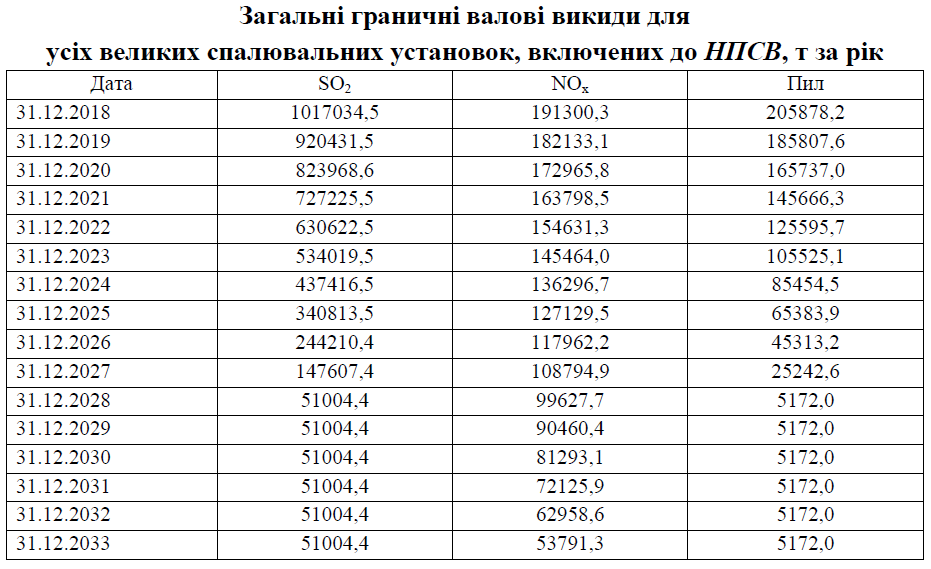 Загальні граничні валові викиди для
усіх великих спалювальних установок, включених до НПСВ, т за рік
Дата SO₂ NOₓ Пил
31.12.2018 1017034,5 191300,3 205878,2
31.12.2019 920431,5 182133,1 185807,6
31.12.2020 823968,6 172965,8 165737,0
31.12.2021 727225,5 163798,5 145666,3
31.12.2022 630622,5 154631,3 125595,7
31.12.2023 534019,5 145464,0 105525,1
31.12.2024 437416,5 136296,7 85454,5
31.12.2025 340813,5 127129,5 65383,9
31.12.2026 244210,4 117962,2 45313,2
31.12.2027 147607,4 108794,9 25242,6
31.12.2028 51004,4 99627,7 5172,0
31.12.2029 51004,4 90460,4 5172,0
31.12.2030 51004,4 81293,1 5172,0
31.12.2031 51004,4 72125,9 5172,0
31.12.2032 51004,4 62958,6 5172,0
31.12.2033 51004,4 53791,3 5172,0